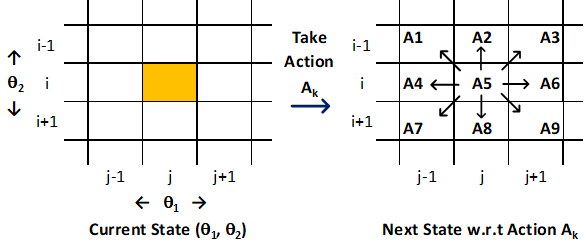 i-1
i
i+1
θ2
j-1 j j+1
θ1
Current State (θ1, θ2)
Take
Action
Ak
i-1
i
i+1
A1 A2 A3
A4 A5 A6
A7 A8 A9
j-1 j j+1
Next State w.r.t Action Ak